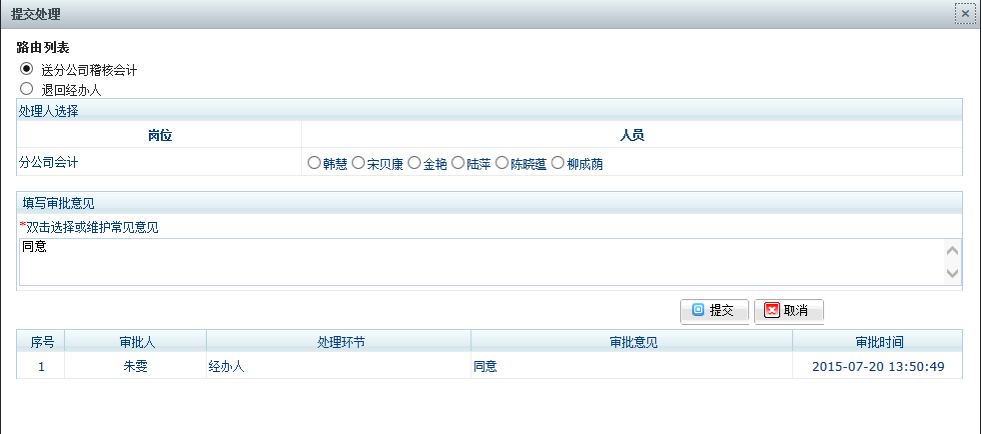 提交处理
路由列表
送分公司稽核会计
退回经办人
处理人选择
岗位 人员
分公司会计 韩慧 宋贝康 金艳 陆萍 陈晓蕴 柳成荫
填写审批意见
*双击选择或维护常见意见
同意
提交 取消
序号 审批人 处理环节 审批意见 审批时间
1 朱雯 经办人 同意 2015-07-20 13:50:49